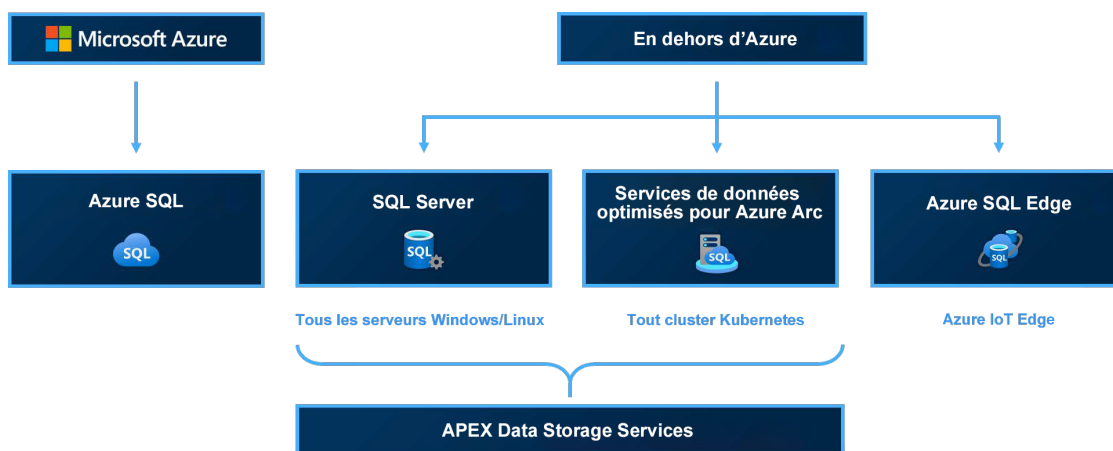 Microsoft Azure
En dehors d’Azure
Azure SQL
SQL
SQL Server
SQL
Services de données
optimisés pour Azure Arc
SQL
Azure SQL Edge
SQL
Tous les serveurs Windows/Linux
Tout cluster Kubernetes
Azure IoT Edge
APEX Data Storage Services